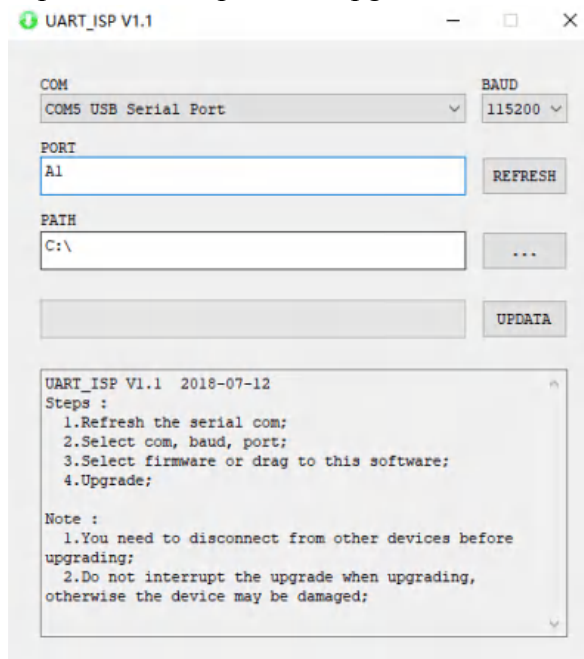 UART_ISP V1.1
COM
BAUD
COM5 USB Serial Port
115200
PORT
A1
REFRESH
PATH
C:\
...
UPDATA
UART_ISP V1.1 2018-07-12
Steps :
1.Refresh the serial com;
2.Select com, baud, port;
3.Select firmware or drag to this software;
4.Upgrade;
Note :
1.You need to disconnect from other devices before
upgrading;
2.Do not interrupt the upgrade when upgrading,
otherwise the device may be damaged;